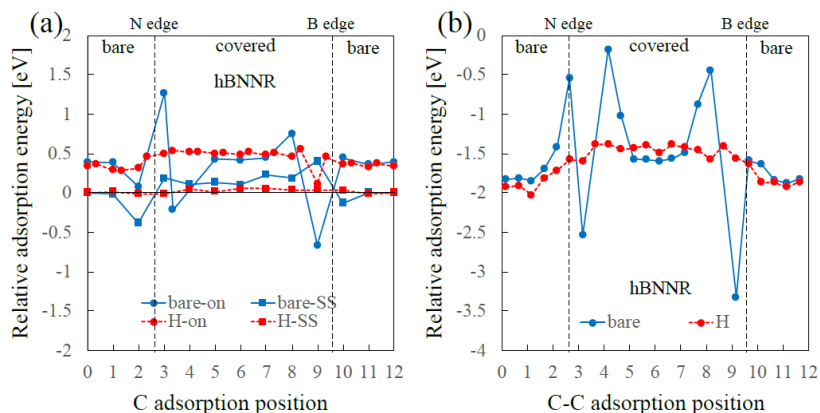 (a)
N edge
B edge
bare
covered
bare
hBNNR
Relative adsorption energy [eV]
2
1.5
1
0.5
0
-0.5
-1
-1.5
-2
bare-on
bare-SS
H-on
H-SS
0 1 2 3 4 5 6 7 8 9 10 11 12
C adsorption position
(b)
N edge
B edge
bare
covered
bare
Relative adsorption energy [eV]
0
-0.5
-1
-1.5
-2
-2.5
-3
-3.5
-4
hBNNR
bare
H
0 1 2 3 4 5 6 7 8 9 10 11 12
C-C adsorption position